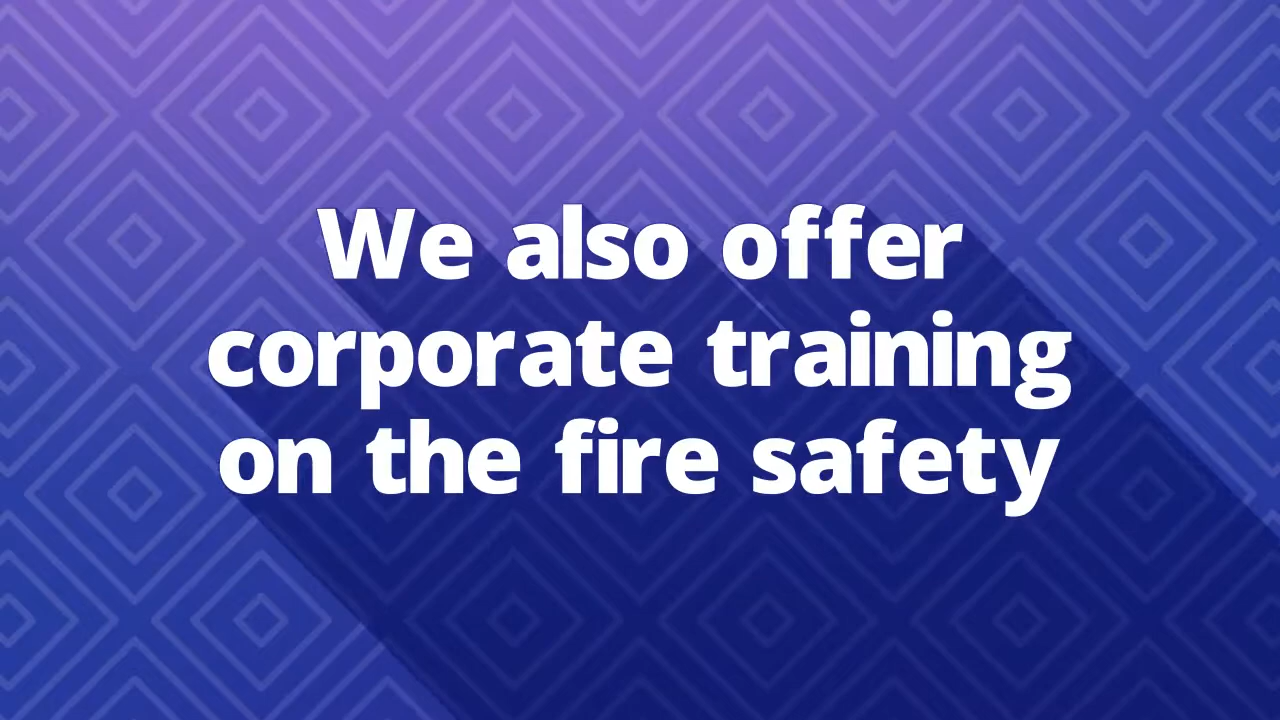 We also offer
corporate training
on the fire safety